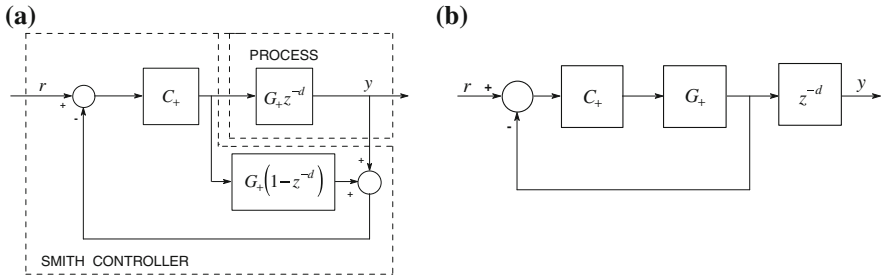 (a)
PROCESS
r
+
-
C₊
G₊z⁻ᵈ
y
G₊(1−z⁻ᵈ)
+
+
SMITH CONTROLLER
(b)
r
+
-
C₊
G₊
z⁻ᵈ
y